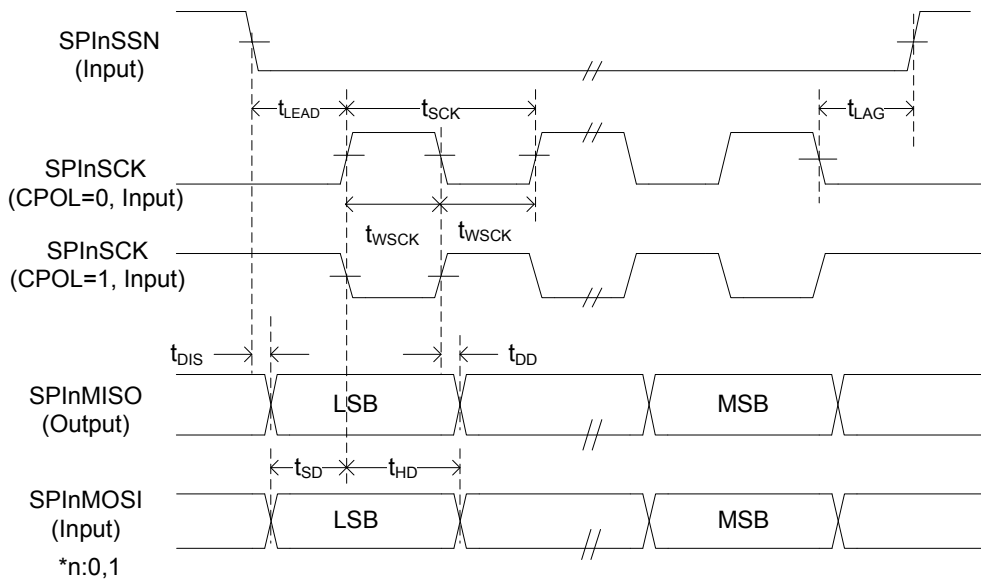 SPInSSN
(Input)
tLEAD
tSCK
tLAG
SPInSCK
(CPOL=0, Input)
tWSCK
tWSCK
SPInSCK
(CPOL=1, Input)
tDIS
tDD
SPInMISO
(Output)
LSB
MSB
tSD
tHD
SPInMOSI
(Input)
LSB
MSB
*n:0,1